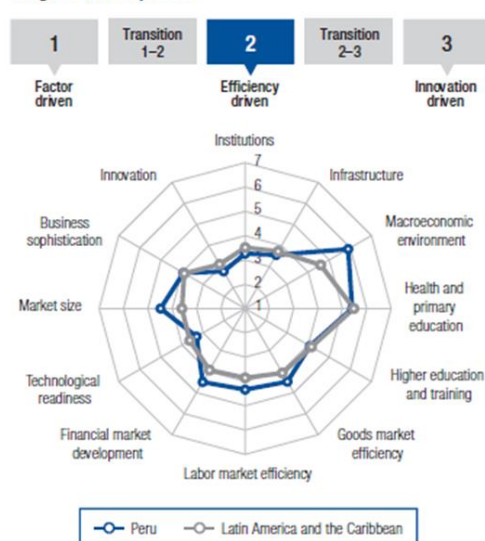 1
Transition
1–2
2
Transition
2–3
3
Factor
driven
Efficiency
driven
Innovation
driven
Institutions
7
6
5
4
3
2
1
Infrastructure
Macroeconomic
environment
Health and
primary
education
Higher education
and training
Goods market
efficiency
Labor market efficiency
Financial market
development
Technological
readiness
Market size
Business
sophistication
Innovation
Peru
Latin America and the Caribbean